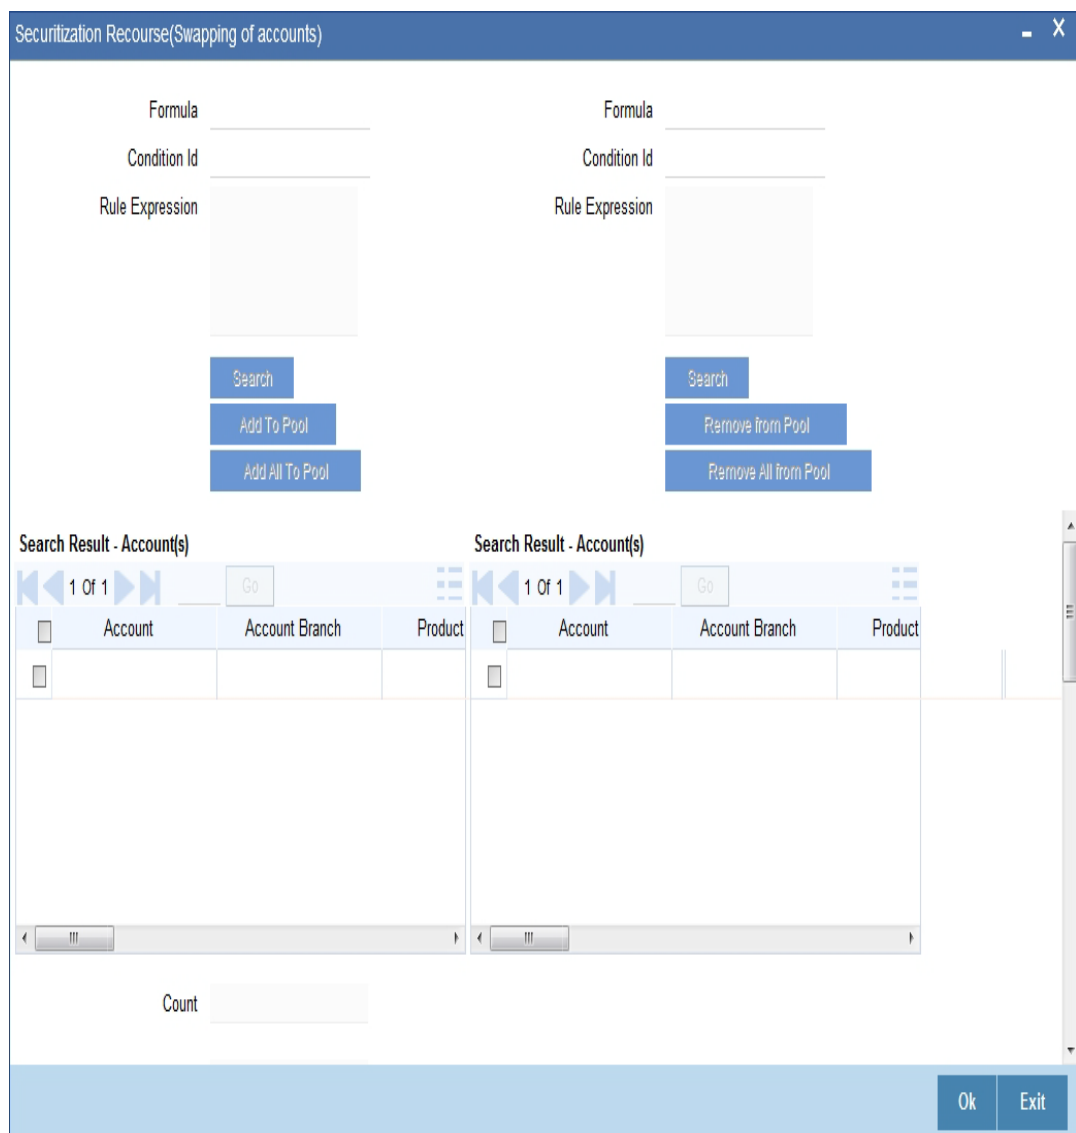 Securitization Recourse(Swapping of accounts)
Formula
Formula
Condition Id
Condition Id
Rule Expression
Rule Expression
Search
Search
Add To Pool
Remove from Pool
Add All To Pool
Remove All from Pool
Search Result - Account(s)
Search Result - Account(s)
1 Of 1
Go
1 Of 1
Go
Account
Account Branch
Product
Account
Account Branch
Product
Count
Ok
Exit